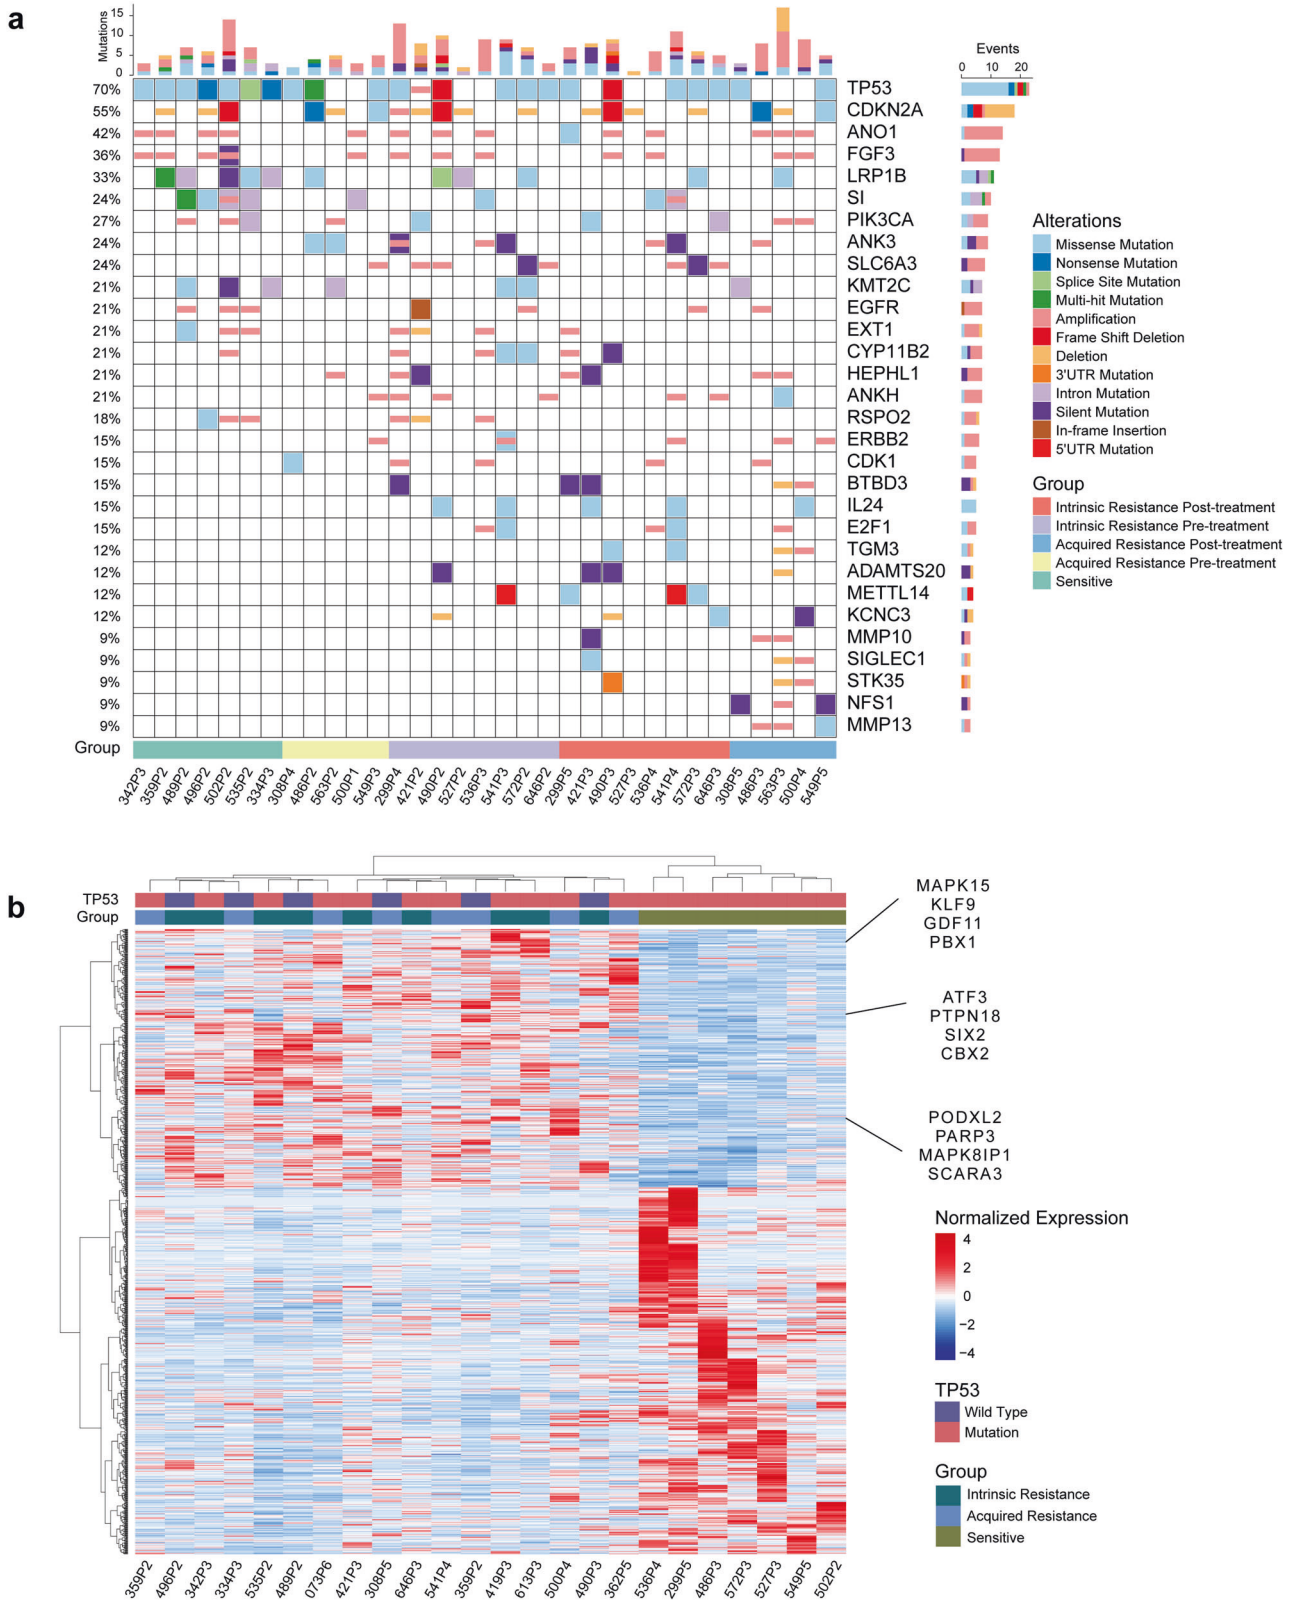 a
Mutations
15
10
5
0
Events
0 10 20
70% TP53
55% CDKN2A
42% ANO1
36% FGF3
33% LRP1B
24% SI
27% PIK3CA
24% ANK3
24% SLC6A3
21% KMT2C
21% EGFR
21% EXT1
21% CYP11B2
21% HEPHL1
21% ANKH
18% RSPO2
15% ERBB2
15% CDK1
15% BTBD3
15% IL24
15% E2F1
12% TGM3
12% ADAMTS20
12% METTL14
12% KCNC3
9% MMP10
9% SIGLEC1
9% STK35
9% NFS1
9% MMP13
Group
342P3 359P2 489P2 496P2 502P2 535P2 334P3 308P4 486P2 563P2 500P1 549P3 299P4 421P2 490P2 527P2 536P3 541P3 572P2 646P2 299P5 421P3 490P3 527P3 536P4 541P4 572P3 646P3 308P5 486P3 563P3 500P4 549P5
Alterations
Missense Mutation
Nonsense Mutation
Splice Site Mutation
Multi-hit Mutation
Amplification
Frame Shift Deletion
Deletion
3'UTR Mutation
Intron Mutation
Silent Mutation
In-frame Insertion
5'UTR Mutation
Group
Intrinsic Resistance Post-treatment
Intrinsic Resistance Pre-treatment
Acquired Resistance Post-treatment
Acquired Resistance Pre-treatment
Sensitive
b
TP53
Group
MAPK15
KLF9
GDF11
PBX1
ATF3
PTPN18
SIX2
CBX2
PODXL2
PARP3
MAPK8IP1
SCARA3
Normalized Expression
4
2
0
−2
−4
TP53
Wild Type
Mutation
Group
Intrinsic Resistance
Acquired Resistance
Sensitive
359P2 496P2 342P3 334P3 535P2 489P2 073P6 421P3 308P5 646P3 541P4 359P2 419P3 613P3 500P4 490P3 362P5 536P4 299P5 486P3 572P3 527P3 549P5 502P2